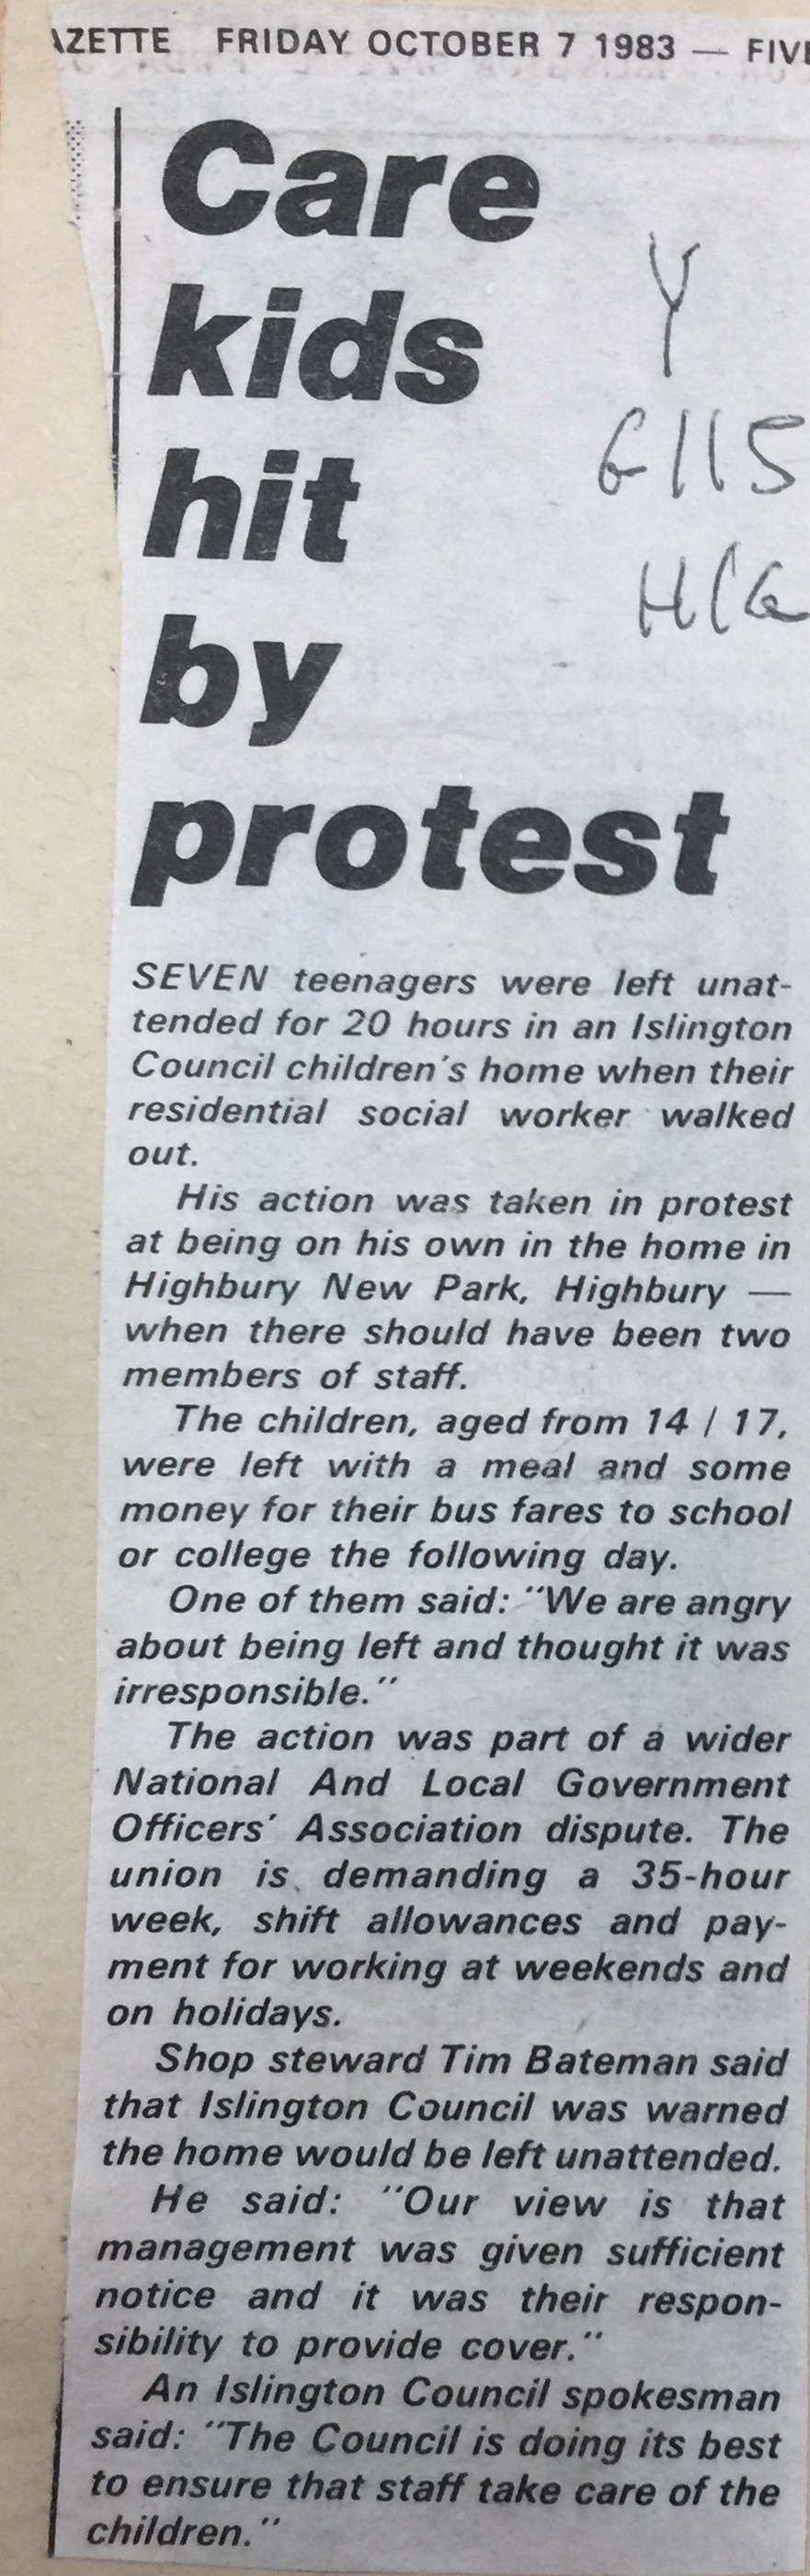 AZETTE FRIDAY OCTOBER 7 1983 — FIVE
Care
kids
hit
by
protest
Y
G115
H(G
SEVEN teenagers were left unat-
tended for 20 hours in an Islington
Council children's home when their
residential social worker walked
out.
His action was taken in protest
at being on his own in the home in
Highbury New Park, Highbury —
when there should have been two
members of staff.
The children, aged from 14 / 17,
were left with a meal and some
money for their bus fares to school
or college the following day.
One of them said: "We are angry
about being left and thought it was
irresponsible."
The action was part of a wider
National And Local Government
Officers' Association dispute. The
union is demanding a 35-hour
week, shift allowances and pay-
ment for working at weekends and
on holidays.
Shop steward Tim Bateman said
that Islington Council was warned
the home would be left unattended.
He said: "Our view is that
management was given sufficient
notice and it was their respon-
sibility to provide cover."
An Islington Council spokesman
said: "The Council is doing its best
to ensure that staff take care of the
children."